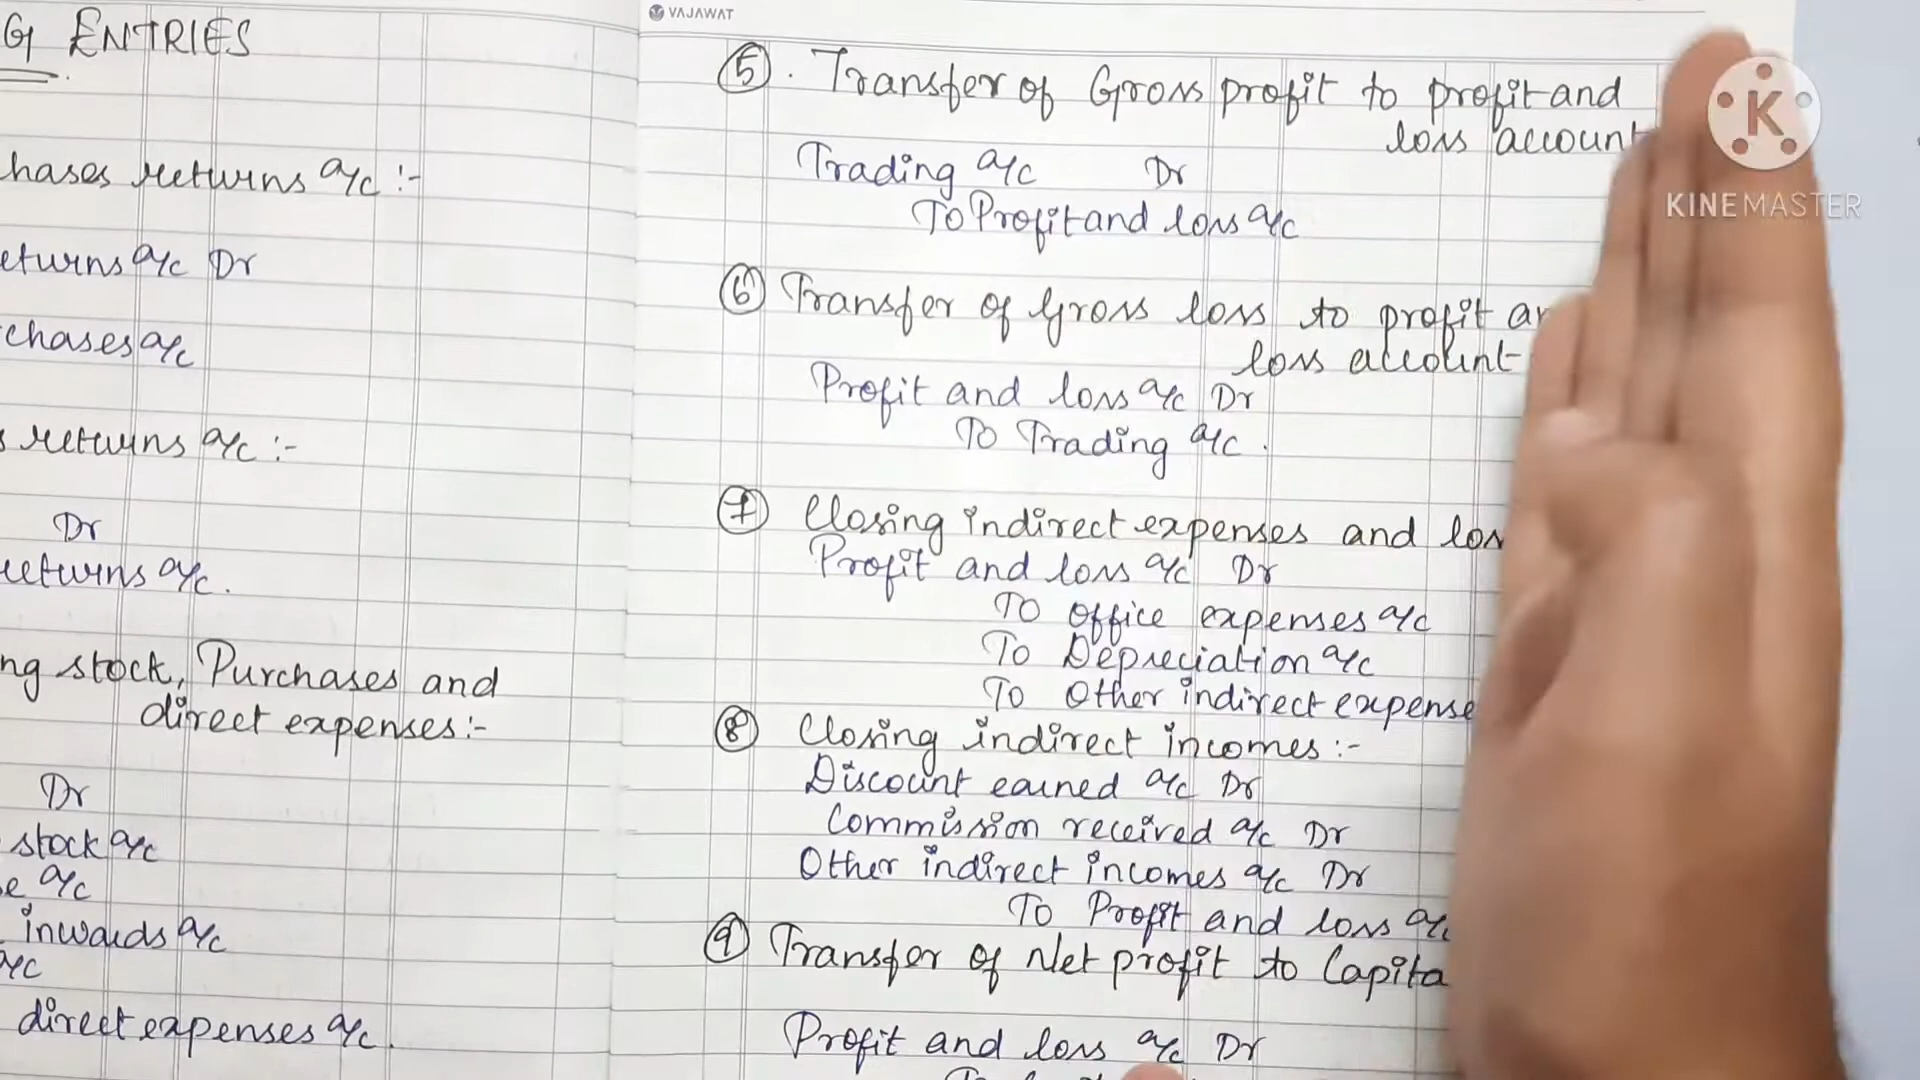 G ENTRIES
hases returns a/c :-
eturns a/c Dr
chases a/c
s returns a/c :-
Dr
returns a/c.
ng stock, Purchases and
direct expenses:-
Dr
stock a/c
e a/c
inwards a/c
a/c
direct expenses a/c.
VAJAWAT
⑤. Transfer of Gross profit to profit and
loss account
Trading a/c Dr
To Profit and loss a/c
⑥ Transfer of Gross loss to profit
loss account
Profit and loss a/c Dr
To Trading a/c.
⑦ Closing indirect expenses and los
Profit and loss a/c Dr
To Office expenses a/c
To Depreciation a/c
To Other indirect expense
⑧ Closing indirect incomes :-
Discount earned a/c Dr
Commission received a/c Dr
Other indirect incomes a/c Dr
To Profit and loss a/c
⑨ Transfer of Net profit to Capita
Profit and loss a/c Dr
K
KINEMASTER